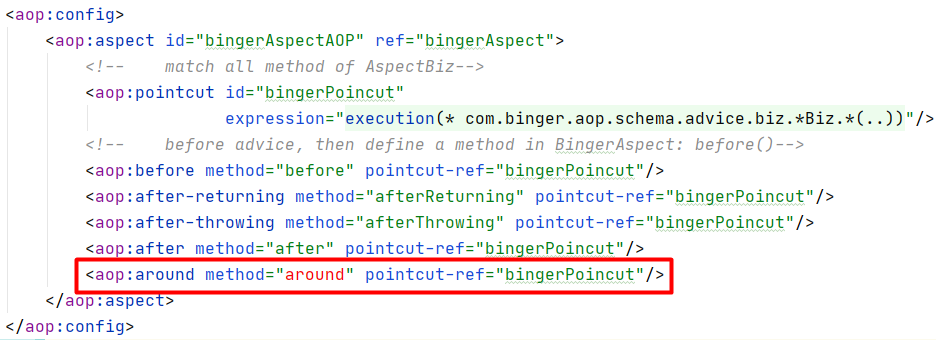 <aop:config>
<aop:aspect id="bingerAspectAOP" ref="bingerAspect">
<!--    match all method of AspectBiz-->
<aop:pointcut id="bingerPoincut"
expression="execution(* com.binger.aop.schema.advice.biz.*Biz.*(..))"/>
<!--    before advice, then define a method in BingerAspect: before()-->
<aop:before method="before" pointcut-ref="bingerPoincut"/>
<aop:after-returning method="afterReturning" pointcut-ref="bingerPoincut"/>
<aop:after-throwing method="afterThrowing" pointcut-ref="bingerPoincut"/>
<aop:after method="after" pointcut-ref="bingerPoincut"/>
<aop:around method="around" pointcut-ref="bingerPoincut"/>
</aop:aspect>
</aop:config>